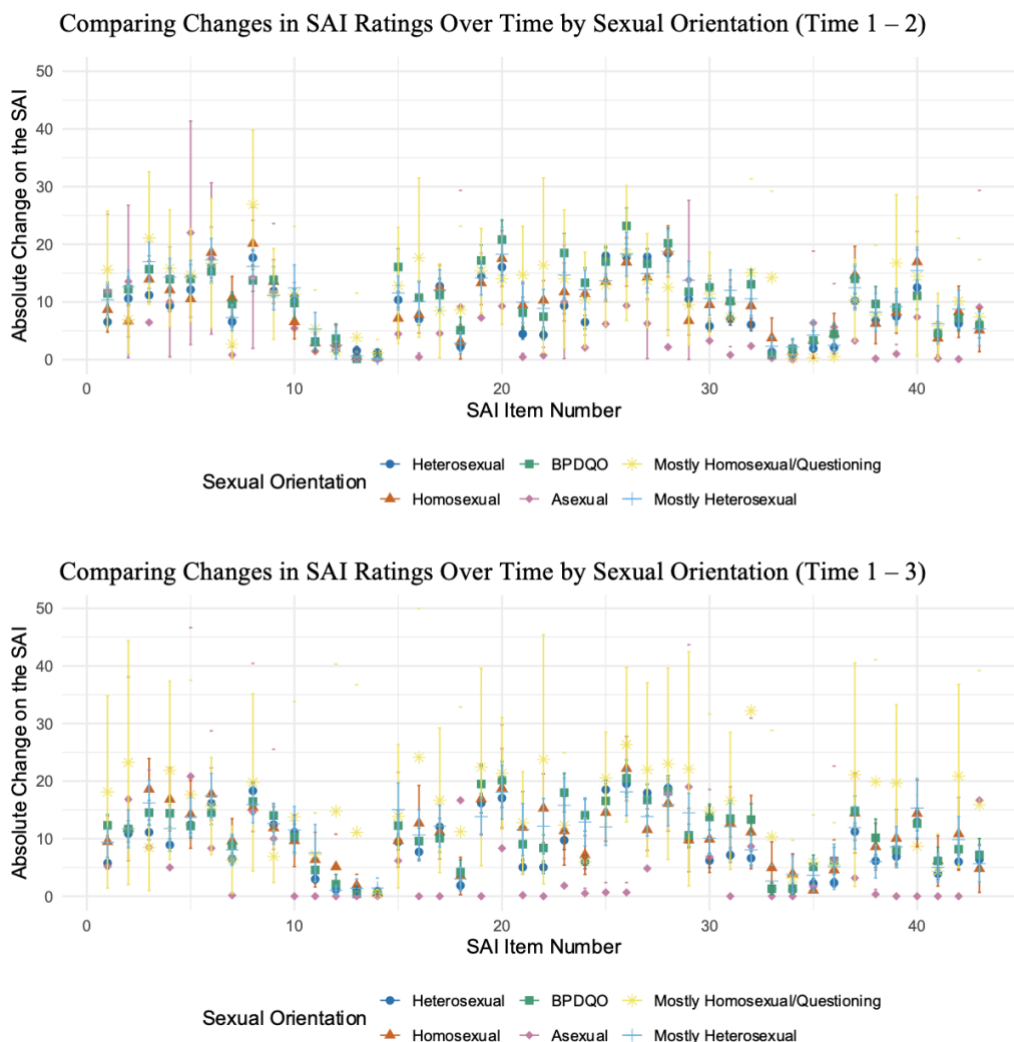 Comparing Changes in SAI Ratings Over Time by Sexual Orientation (Time 1 – 2)
50
40
30
20
10
0
Absolute Change on the SAI
0 10 20 30 40
SAI Item Number
Sexual Orientation
Heterosexual BPDQO Mostly Homosexual/Questioning
Homosexual Asexual Mostly Heterosexual
Comparing Changes in SAI Ratings Over Time by Sexual Orientation (Time 1 – 3)
50
40
30
20
10
0
Absolute Change on the SAI
0 10 20 30 40
SAI Item Number
Sexual Orientation
Heterosexual BPDQO Mostly Homosexual/Questioning
Homosexual Asexual Mostly Heterosexual